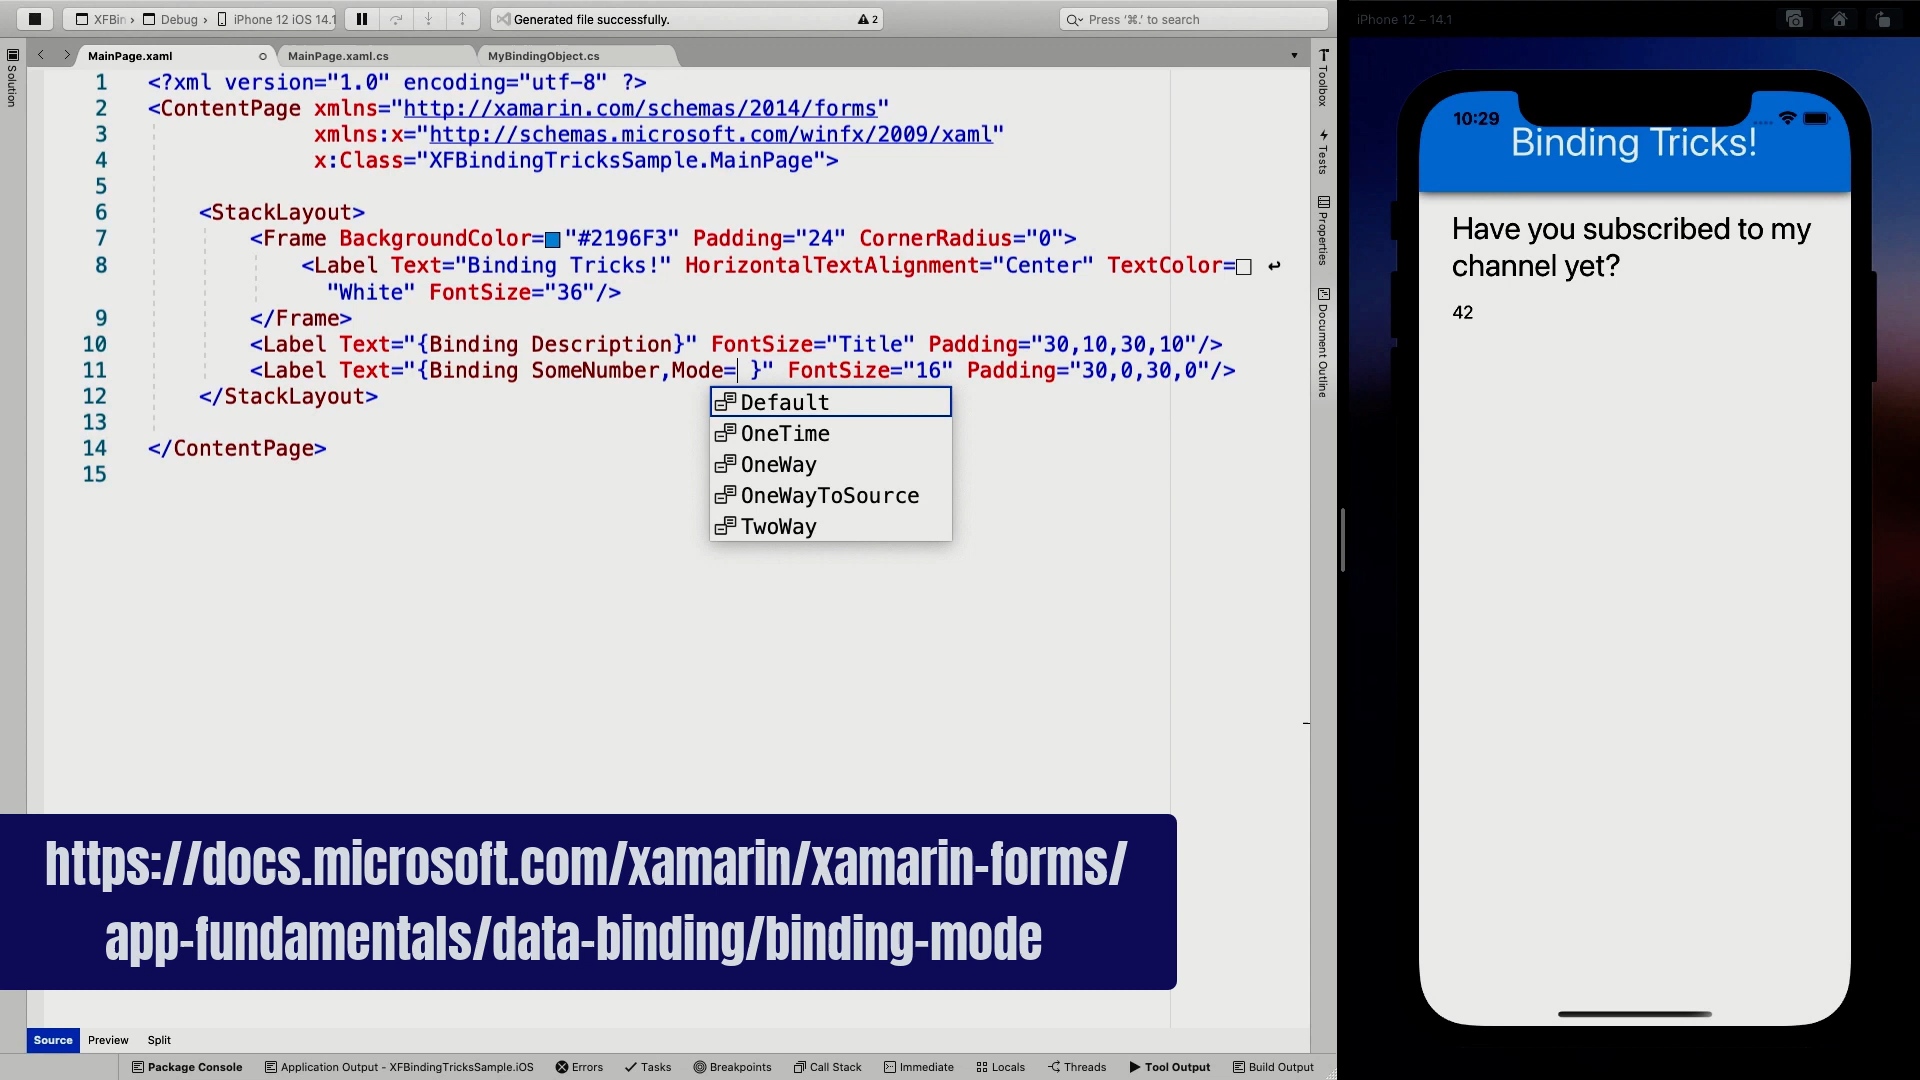 XFBin › Debug › iPhone 12 iOS 14.1
Generated file successfully.
2
Press ‘⌘.’ to search
iPhone 12 – 14.1
Solution
MainPage.xaml
MainPage.xaml.cs
MyBindingObject.cs
1 <?xml version="1.0" encoding="utf-8" ?>
2 <ContentPage xmlns="http://xamarin.com/schemas/2014/forms"
3 xmlns:x="http://schemas.microsoft.com/winfx/2009/xaml"
4 x:Class="XFBindingTricksSample.MainPage">
5
6 <StackLayout>
7 <Frame BackgroundColor="#2196F3" Padding="24" CornerRadius="0">
8 <Label Text="Binding Tricks!" HorizontalTextAlignment="Center" TextColor=
"White" FontSize="36"/>
9 </Frame>
10 <Label Text="{Binding Description}" FontSize="Title" Padding="30,10,30,10"/>
11 <Label Text="{Binding SomeNumber,Mode= }" FontSize="16" Padding="30,0,30,0"/>
12 </StackLayout>
13
14 </ContentPage>
15
Default
OneTime
OneWay
OneWayToSource
TwoWay
Toolbox
Tests
Properties
Document Outline
10:29
Binding Tricks!
Have you subscribed to my
channel yet?
42
https://docs.microsoft.com/xamarin/xamarin-forms/
app-fundamentals/data-binding/binding-mode
Source Preview Split
Package Console Application Output - XFBindingTricksSample.iOS Errors Tasks Breakpoints Call Stack Immediate Locals Threads Tool Output Build Output